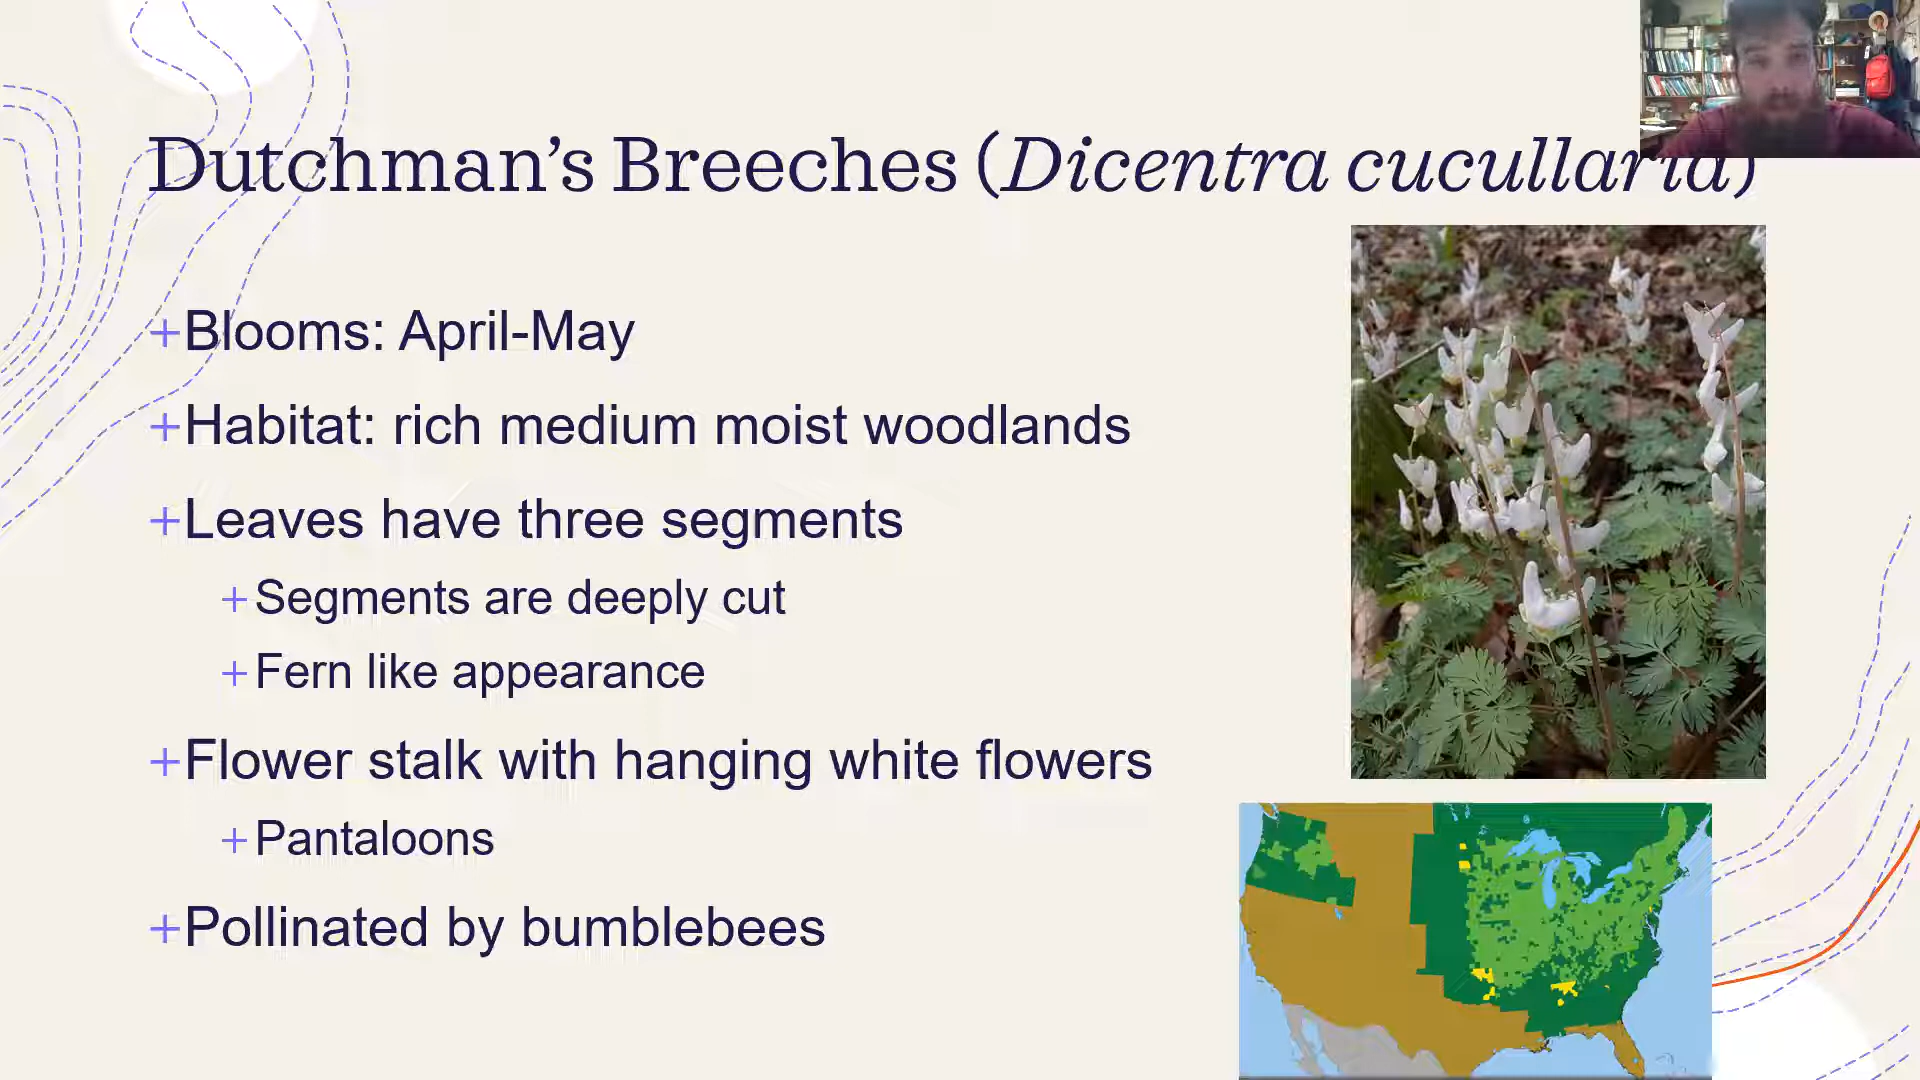 Dutchman’s Breeches (Dicentra cucullaria)
+Blooms: April-May
+Habitat: rich medium moist woodlands
+Leaves have three segments
+Segments are deeply cut
+Fern like appearance
+Flower stalk with hanging white flowers
+Pantaloons
+Pollinated by bumblebees